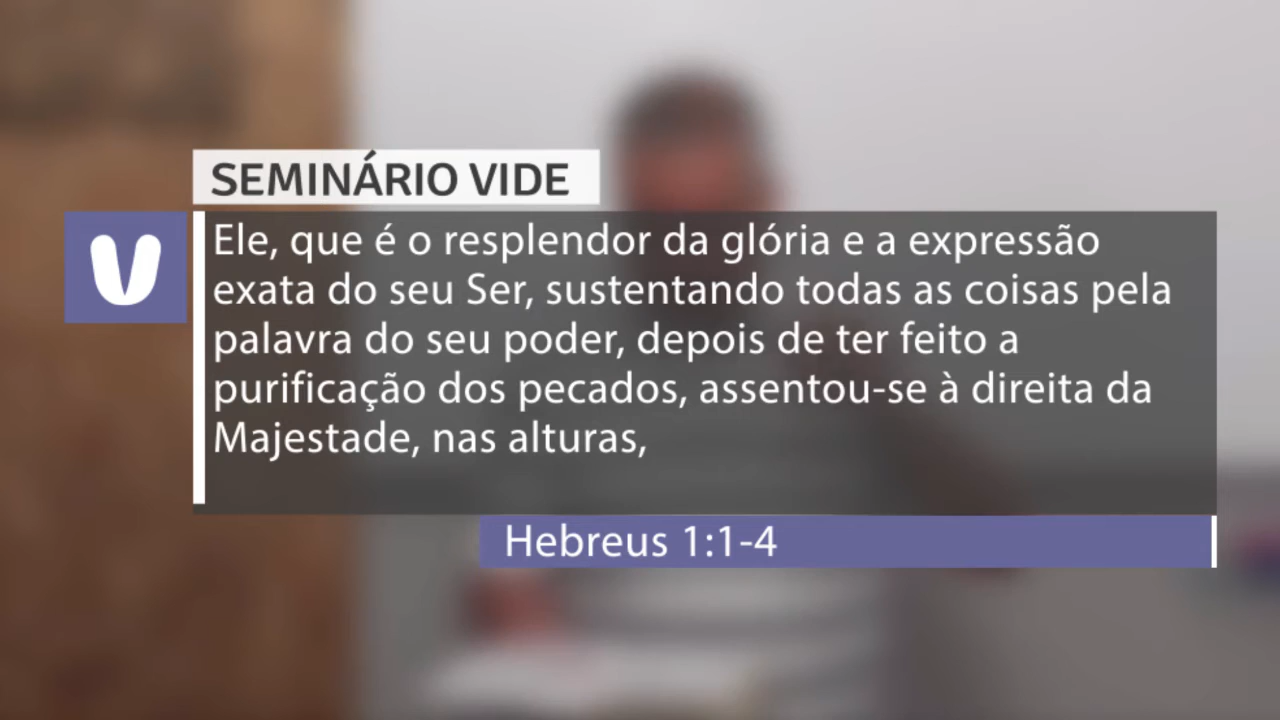 SEMINÁRIO VIDE
Ele, que é o resplendor da glória e a expressão
exata do seu Ser, sustentando todas as coisas pela
palavra do seu poder, depois de ter feito a
purificação dos pecados, assentou-se à direita da
Majestade, nas alturas,
Hebreus 1:1-4